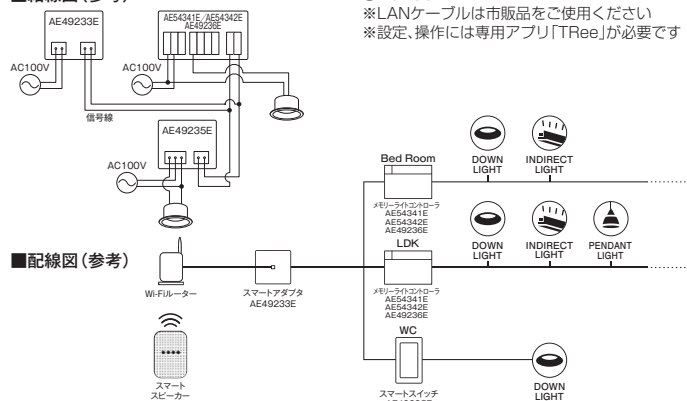 ※LANケーブルは市販品をご使用ください
※設定、操作には専用アプリ「TRee」が必要です
AE49233E
AE54341E/AE54342E
AE49236E
AC100V
AC100V
信号線
AE49235E
AC100V
■配線図(参考)
Wi-Fiルーター
スマートアダプタ
AE49233E
スマート
スピーカー
Bed Room
メモリーライトコントローラ
AE54341E
AE54342E
AE49236E
DOWN
LIGHT
INDIRECT
LIGHT
LDK
メモリーライトコントローラ
AE54341E
AE54342E
AE49236E
DOWN
LIGHT
INDIRECT
LIGHT
PENDANT
LIGHT
WC
スマートスイッチ
DOWN
LIGHT